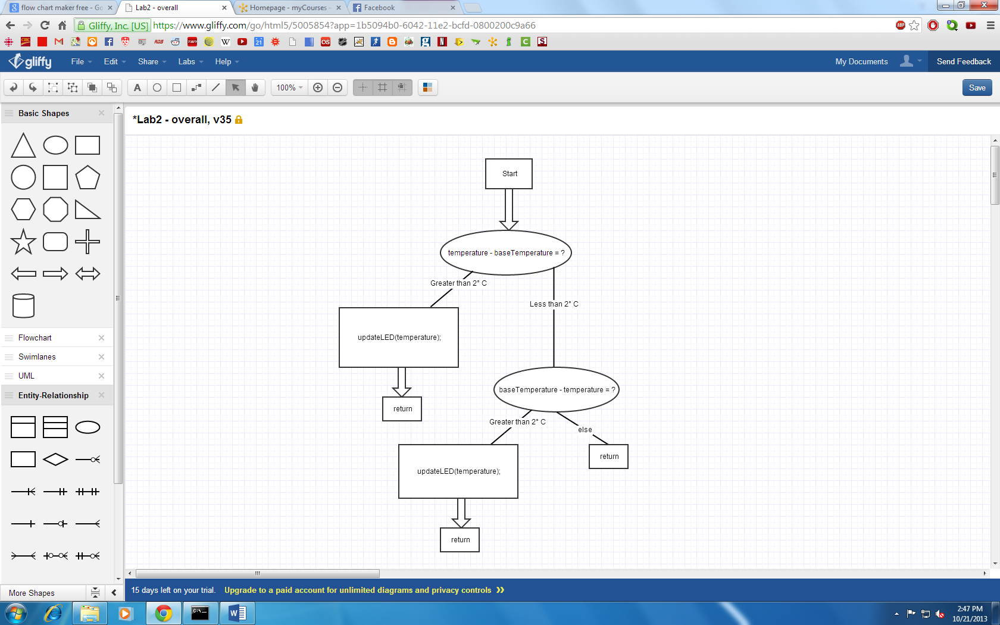 flow chart maker free - Go
Lab2 - overall
Homepage - myCourses -
Facebook
Gliffy, Inc. [US]
https://www.gliffy.com/go/html5/5005854?app=1b5094b0-6042-11e2-bcfd-0800200c9a66
gliffy
File
Edit
Share
Labs
Help
My Documents
Send Feedback
A
100%
Save
Basic Shapes
*Lab2 - overall, v35
Start
temperature - baseTemperature = ?
Greater than 2° C
Less than 2° C
updateLED(temperature);
return
baseTemperature - temperature = ?
Greater than 2° C
else
return
updateLED(temperature);
return
Flowchart
Swimlanes
UML
Entity-Relationship
More Shapes
15 days left on your trial. Upgrade to a paid account for unlimited diagrams and privacy controls »
2:47 PM
10/21/2013